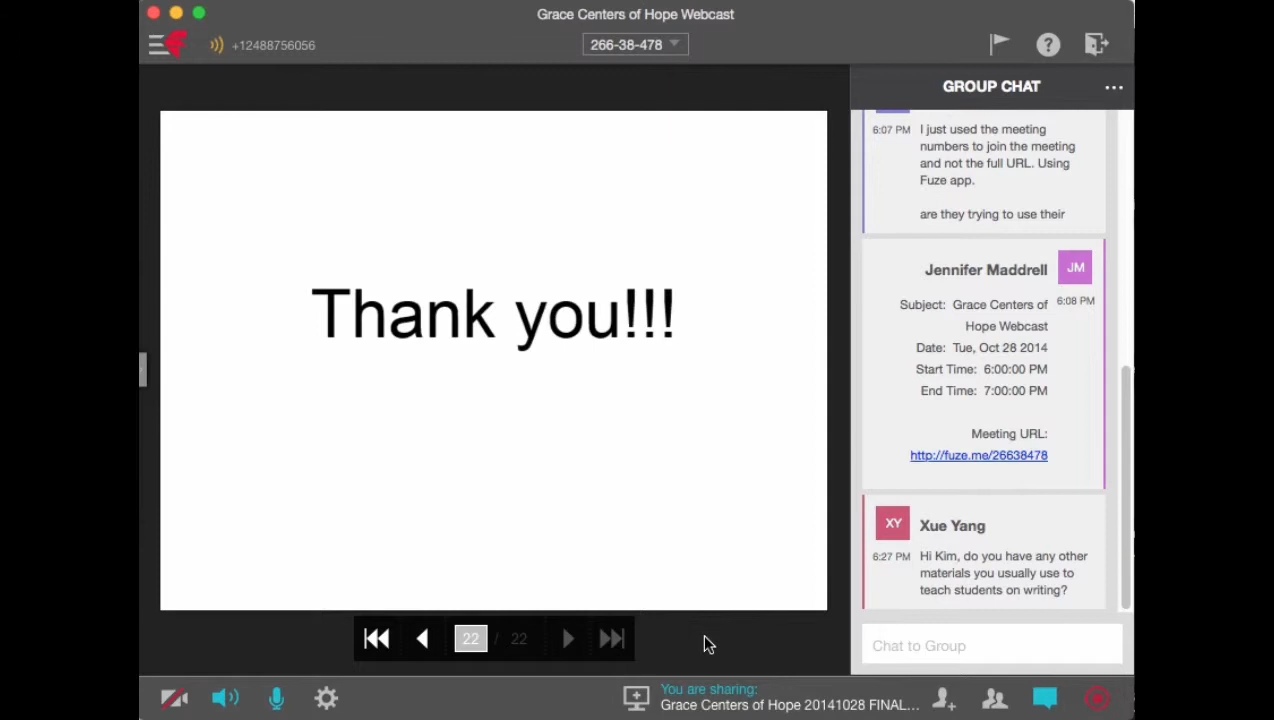 Grace Centers of Hope Webcast
+12488756056
266-38-478
?
GROUP CHAT
6:07 PM
I just used the meeting
numbers to join the meeting
and not the full URL. Using
Fuze app.
are they trying to use their
Jennifer Maddrell
JM
6:08 PM
Subject: Grace Centers of
Hope Webcast
Date: Tue, Oct 28 2014
Start Time: 6:00:00 PM
End Time: 7:00:00 PM
Meeting URL:
http://fuze.me/26638478
XY
Xue Yang
6:27 PM
Hi Kim, do you have any other
materials you usually use to
teach students on writing?
Chat to Group
Thank you!!!
22 / 22
You are sharing:
Grace Centers of Hope 20141028 FINAL...